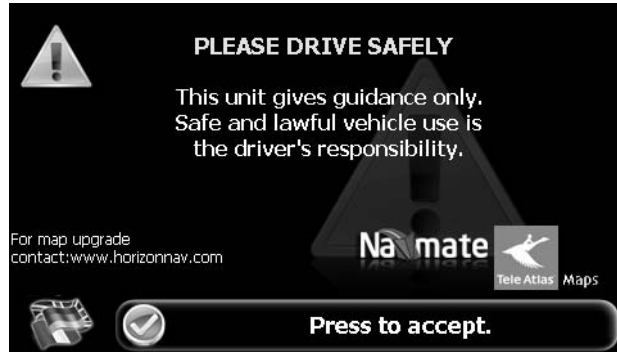 PLEASE DRIVE SAFELY
This unit gives guidance only.
Safe and lawful vehicle use is
the driver's responsibility.
For map upgrade
contact:www.horizonnav.com
Navmate
Tele Atlas Maps
Press to accept.